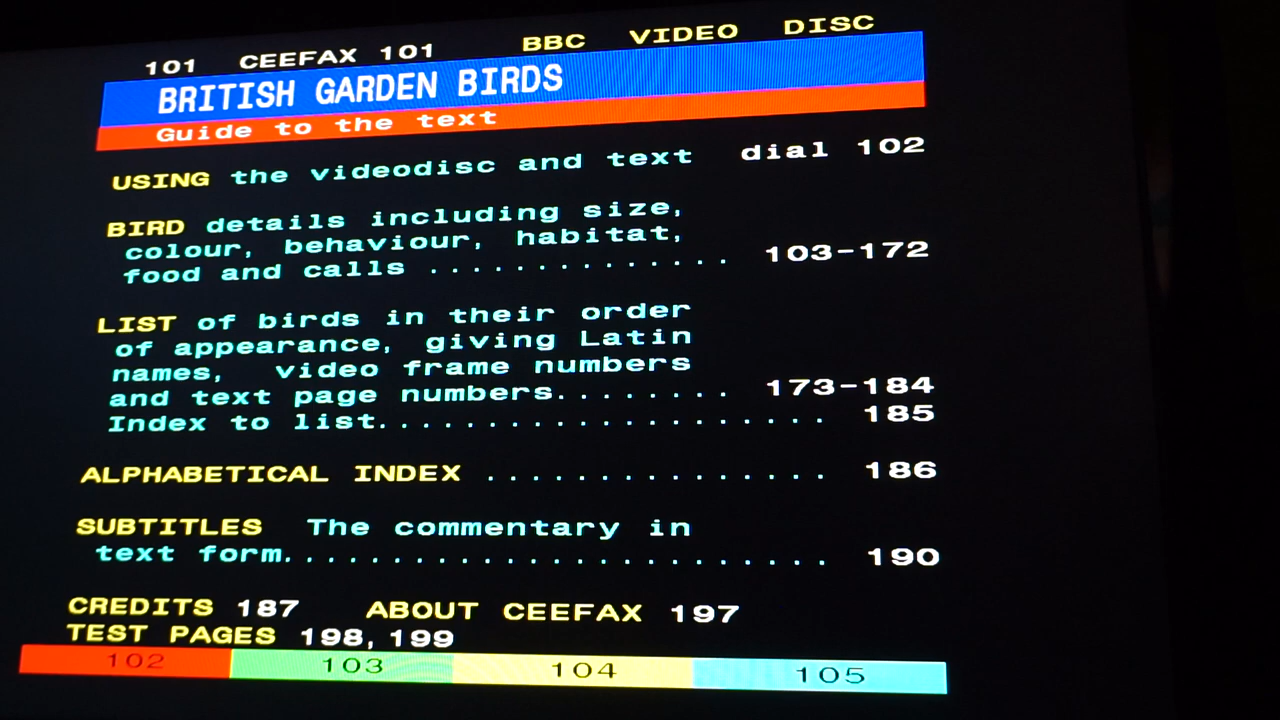 101 CEEFAX 101 BBC VIDEO DISC
BRITISH GARDEN BIRDS
Guide to the text
USING the videodisc and text dial 102
BIRD details including size,
colour, behaviour, habitat,
food and calls .............. 103-172
LIST of birds in their order
of appearance, giving Latin
names, video frame numbers
and text page numbers........ 173-184
Index to list..................... 185
ALPHABETICAL INDEX ............... 186
SUBTITLES The commentary in
text form......................... 190
CREDITS 187 ABOUT CEEFAX 197
TEST PAGES 198,199
102 103 104 105